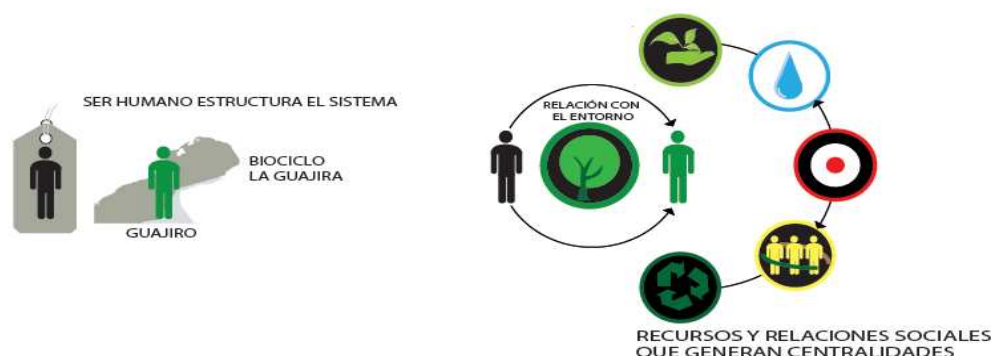 SER HUMANO ESTRUCTURA EL SISTEMA
BIOCICLO
LA GUAJIRA
GUAJIRO
RELACIÓN CON
EL ENTORNO
RECURSOS Y RELACIONES SOCIALES
QUE GENERAN CENTRALIDADES